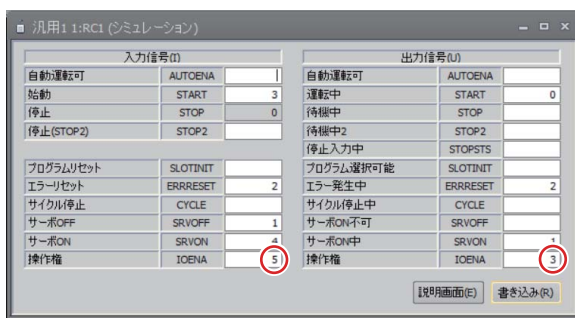 汎用1 1:RC1 (シミュレーション)
入力信号(I)
自動運転可 AUTOENA
始動 START 3
停止 STOP 0
停止(STOP2) STOP2
プログラムリセット SLOTINIT
エラーリセット ERRRESET 2
サイクル停止 CYCLE
サーボOFF SRVOFF 1
サーボON SRVON 4
操作権 IOENA 5
出力信号(U)
自動運転可 AUTOENA
運転中 START 0
待機中 STOP
待機中2 STOP2
停止入力中 STOPSTS
プログラム選択可能 SLOTINIT
エラー発生中 ERRRESET 2
サイクル停止中 CYCLE
サーボON不可 SRVOFF
サーボON中 SRVON 1
操作権 IOENA 3
説明画面(E) 書き込み(R)